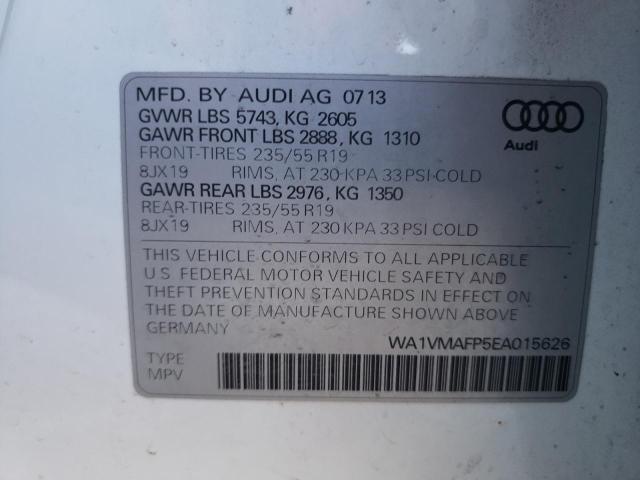 MFD. BY AUDI AG 07 13
GVWR LBS 5743, KG 2605
GAWR FRONT LBS 2888, KG 1310
FRONT-TIRES 235/55 R19
8JX19 RIMS, AT 230 KPA 33 PSI-COLD
GAWR REAR LBS 2976, KG 1350
REAR-TIRES 235/55 R19
8JX19 RIMS, AT 230 KPA 33 PSI COLD
Audi
THIS VEHICLE CONFORMS TO ALL APPLICABLE
U.S. FEDERAL MOTOR VEHICLE SAFETY AND
THEFT PREVENTION STANDARDS IN EFFECT ON
THE DATE OF MANUFACTURE SHOWN ABOVE
GERMANY
WA1VMAFP5EA015626
TYPE
MPV